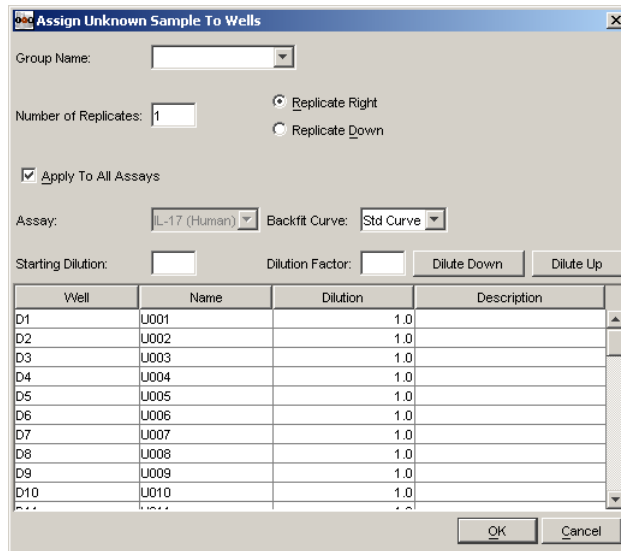 Assign Unknown Sample To Wells
Group Name:
Number of Replicates: 1
Replicate Right
Replicate Down
Apply To All Assays
Assay: IL-17 (Human) Backfit Curve: Std Curve
Starting Dilution: Dilution Factor: Dilute Down Dilute Up
Well Name Dilution Description
D1 U001 1.0
D2 U002 1.0
D3 U003 1.0
D4 U004 1.0
D5 U005 1.0
D6 U006 1.0
D7 U007 1.0
D8 U008 1.0
D9 U009 1.0
D10 U010 1.0
OK Cancel